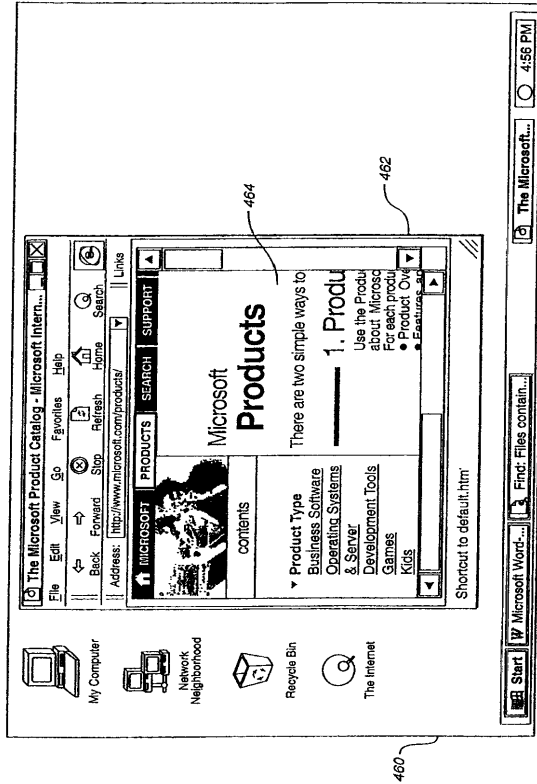 The Microsoft Product Catalog - Microsoft Intern...
File Edit View Go Favorites Help
Back Forward Stop Refresh Home Search
Address: http://www.microsoft.com/products/ Links
MICROSOFT PRODUCTS SEARCH SUPPORT
contents
▾ Product Type
Business Software
Operating Systems
& Server
Development Tools
Games
Kids
Microsoft
Products
There are two simple ways to
1. Produ
Use the Produc
about Microso
For each produ
• Product Ove
• Features an
Shortcut to default.htm'
My Computer
Network
Neighborhood
Recycle Bin
The Internet
Start
W Microsoft Word-...
Find: Files contain...
The Microsoft...
4:56 PM
460
462
464